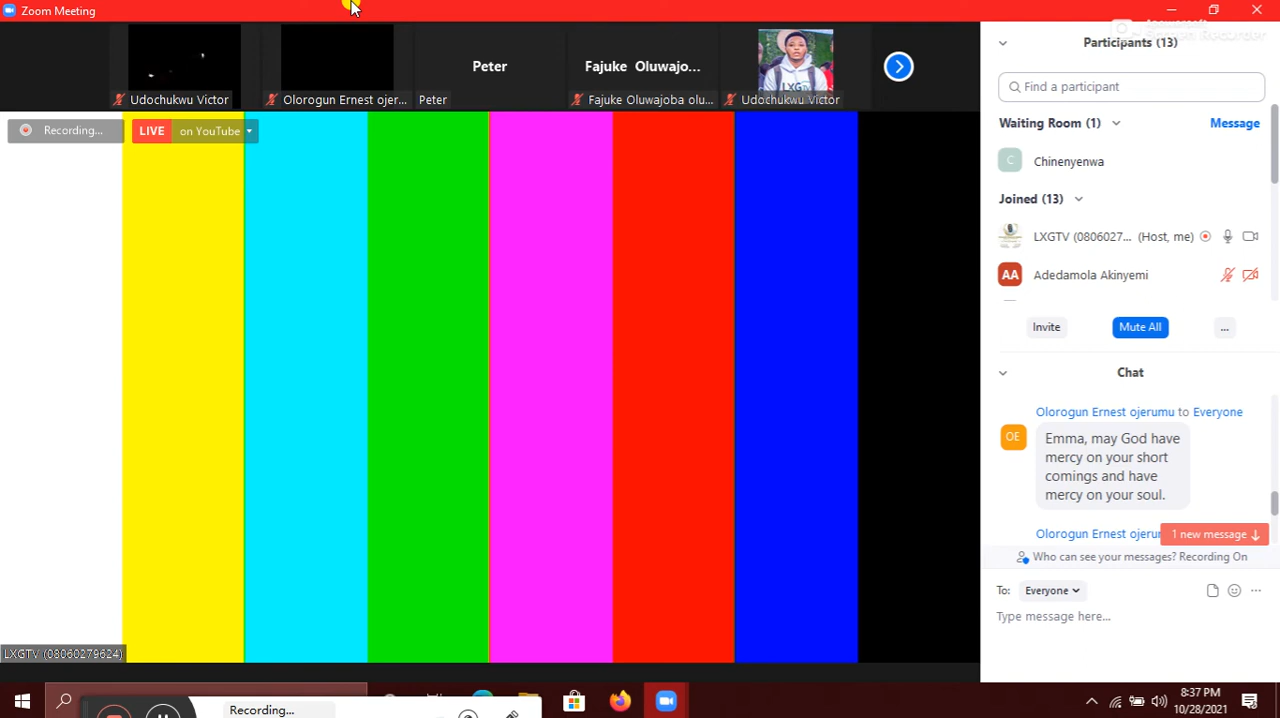 Zoom Meeting
Udochukwu Victor
Olorogun Ernest ojer...
Peter
Peter
Fajuke Oluwajo...
Fajuke Oluwajoba olu...
Udochukwu Victor
Recording...
LIVE on YouTube
LXGTV (08060279624)
Participants (13)
Screen Recorder
Find a participant
Waiting Room (1)
Message
C
Chinenyenwa
Joined (13)
LXGTV (0806027... (Host, me)
AA
Adedamola Akinyemi
Invite
Mute All
...
Chat
Olorogun Ernest ojerumu to Everyone
OE
Emma, may God have
mercy on your short
comings and have
mercy on your soul.
Olorogun Ernest ojeru
1 new message
Who can see your messages? Recording On
To: Everyone
Type message here...
Recording...
8:37 PM
10/28/2021